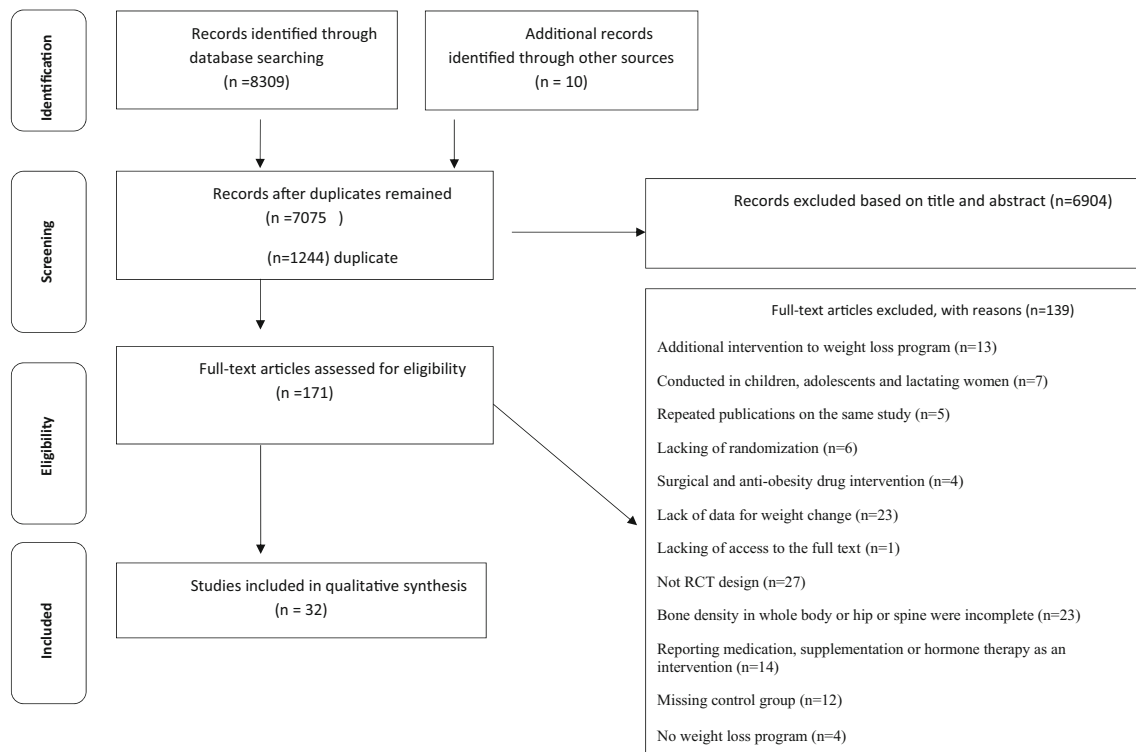 Identification
Records identified through
database searching
(n =8309)
Additional records
identified through other sources
(n = 10)
Screening
Records after duplicates remained
(n =7075 )
(n=1244) duplicate
Records excluded based on title and abstract (n=6904)
Eligibility
Full-text articles assessed for eligibility
(n =171)
Full-text articles excluded, with reasons (n=139)
Additional intervention to weight loss program (n=13)
Conducted in children, adolescents and lactating women (n=7)
Repeated publications on the same study (n=5)
Lacking of randomization (n=6)
Surgical and anti-obesity drug intervention (n=4)
Lack of data for weight change (n=23)
Lacking of access to the full text (n=1)
Not RCT design (n=27)
Bone density in whole body or hip or spine were incomplete (n=23)
Reporting medication, supplementation or hormone therapy as an
intervention (n=14)
Missing control group (n=12)
No weight loss program (n=4)
Included
Studies included in qualitative synthesis
(n = 32)